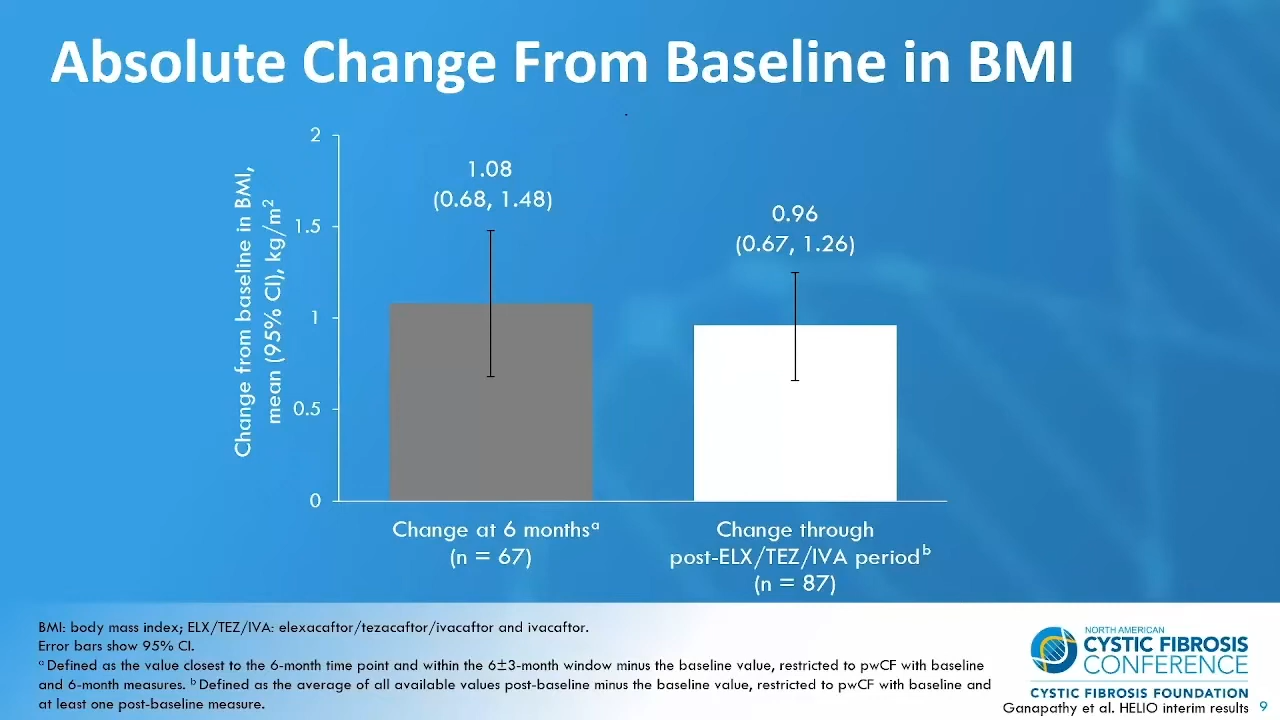 Absolute Change From Baseline in BMI
Change from baseline in BMI,
mean (95% CI), kg/m²
2
1.5
1
0.5
0
1.08
(0.68, 1.48)
0.96
(0.67, 1.26)
Change at 6 monthsᵃ
(n = 67)
Change through
post-ELX/TEZ/IVA periodᵇ
(n = 87)
BMI: body mass index; ELX/TEZ/IVA: elexacaftor/tezacaftor/ivacaftor and ivacaftor.
Error bars show 95% CI.
ᵃ Defined as the value closest to the 6-month time point and within the 6±3-month window minus the baseline value, restricted to pwCF with baseline
and 6-month measures. ᵇ Defined as the average of all available values post-baseline minus the baseline value, restricted to pwCF with baseline and
at least one post-baseline measure.
NORTH AMERICAN
CYSTIC FIBROSIS
CONFERENCE
CYSTIC FIBROSIS FOUNDATION
Ganapathy et al. HELIO interim results 9